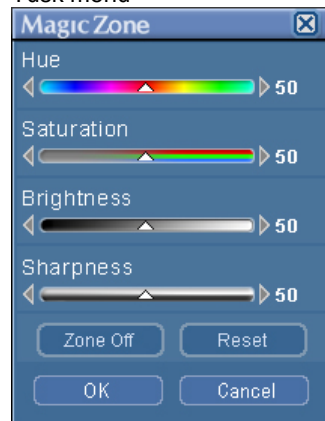 Magic Zone
Hue
50
Saturation
50
Brightness
50
Sharpness
50
Zone Off Reset
OK Cancel